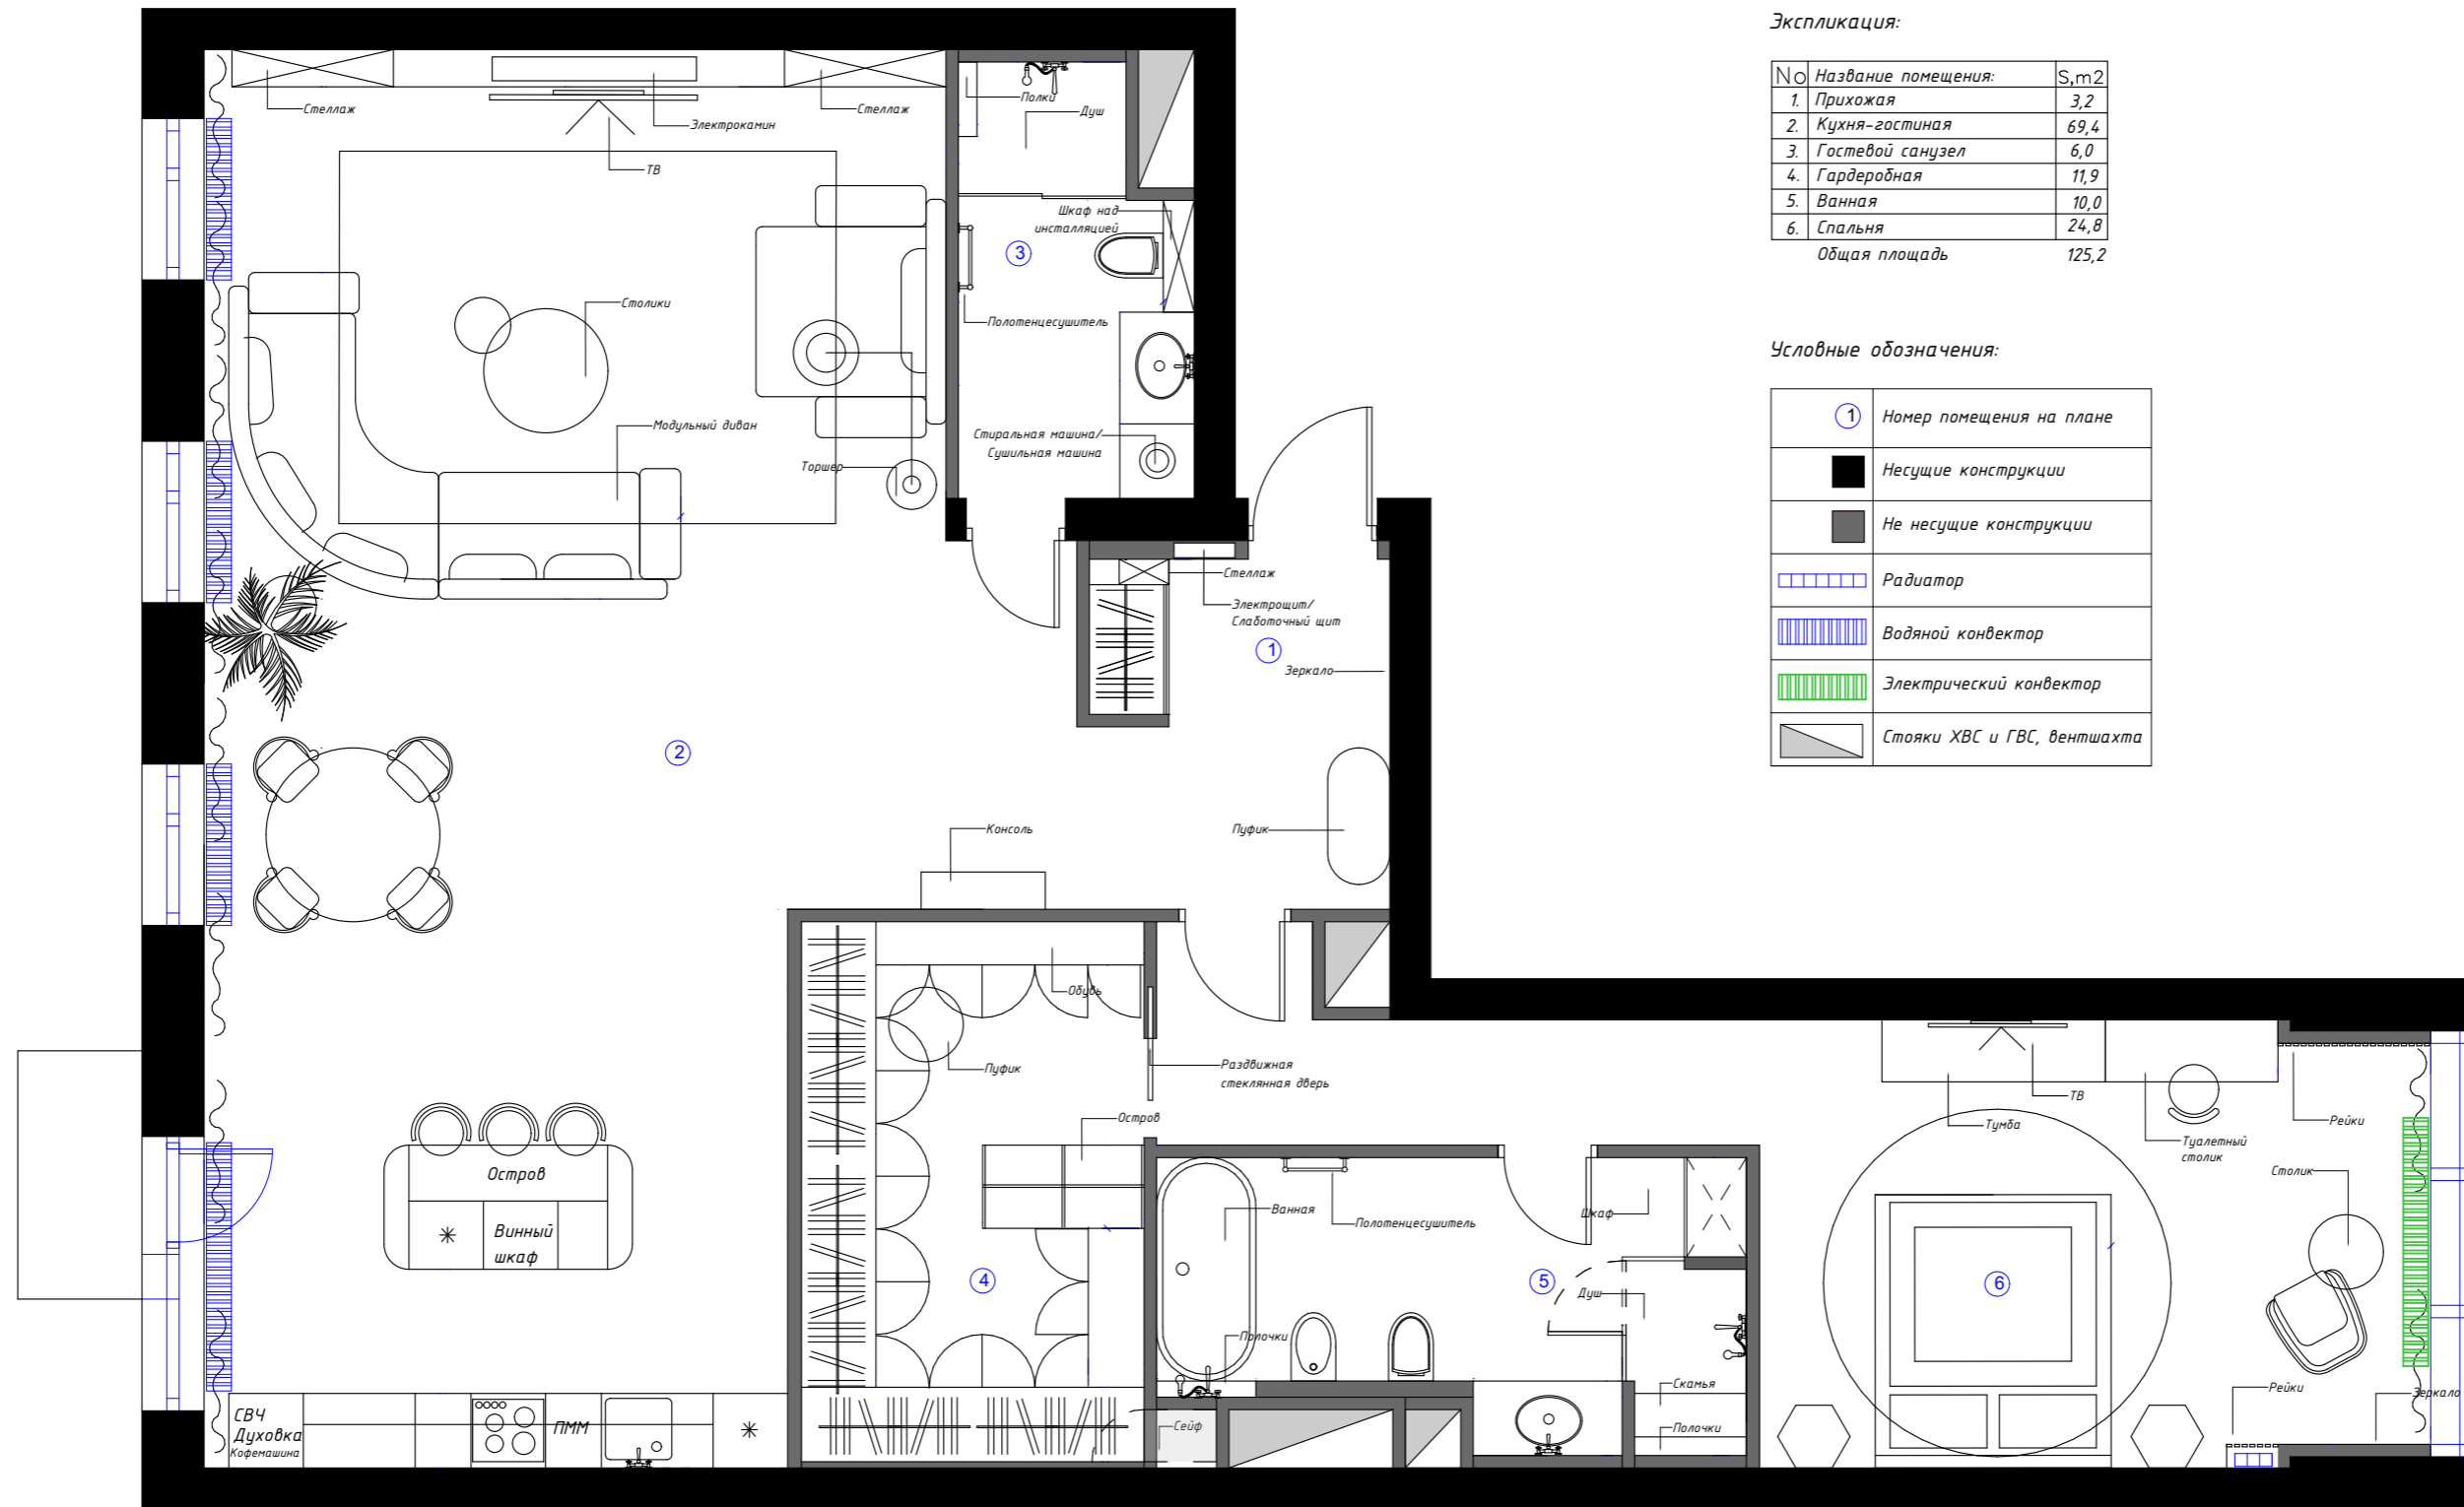 Экспликация:
No Название помещения: S,m2
1. Прихожая 3,2
2. Кухня-гостиная 69,4
3. Гостевой санузел 6,0
4. Гардеробная 11,9
5. Ванная 10,0
6. Спальня 24,8
Общая площадь 125,2
Условные обозначения:
1 Номер помещения на плане
Несущие конструкции
Не несущие конструкции
Радиатор
Водяной конвектор
Электрический конвектор
Стояки ХВС и ГВС, вентшахта
Стеллаж
Электрокамин
Стеллаж
ТВ
Полки
Душ
Шкаф над
инсталляцией
3
Столики
Полотенцесушитель
Модульный диван
Торшер
Стиральная машина/
Сушильная машина
Стеллаж
Электрощит/
Слаботочный щит
1
Зеркало
2
Консоль
Пуфик
Обувь
Пуфик
Раздвижная
стеклянная дверь
Остров
4
Остров
Винный
шкаф
СВЧ
Духовка
Кофемашина
ПММ
Сейф
Ванная
Полотенцесушитель
Шкаф
5
Душ
Полочки
Скамья
Полочки
Тумба
ТВ
Туалетный
столик
Рейки
Столик
6
Рейки
Зеркало